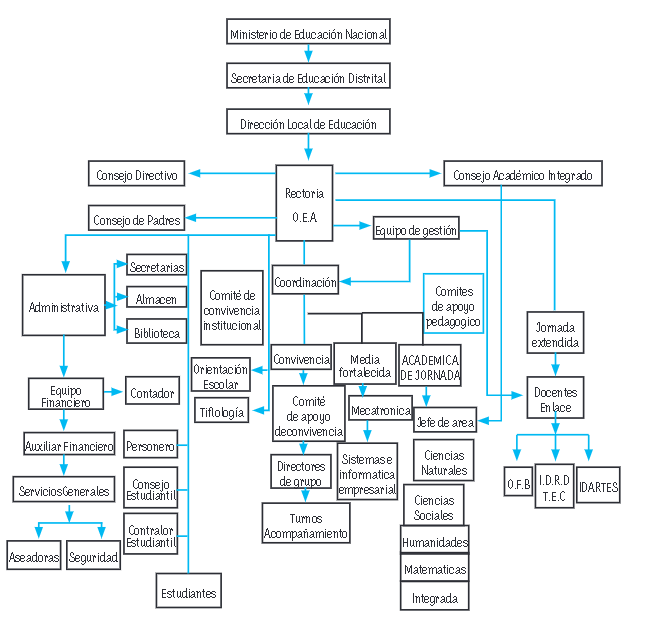 Ministerio de Educación Nacional
Secretaria de Educación Distrital
Dirección Local de Educación
Consejo Directivo
Rectoria
O.E.A.
Consejo Académico Integrado
Consejo de Padres
Equipo de gestión
Secretarias
Administrativa
Almacen
Biblioteca
Comité de
convivencia
institucional
Coordinación
Comites
de apoyo
pedagogico
Jornada
extendida
Orientación
Escolar
Convivencia
Media
fortalecida
ACADEMICA
DE JORNADA
Equipo
Financiero
Contador
Tiflología
Comité
de apoyo
deconvivencia
Mecatronica
Jefe de area
Docentes
Enlace
Auxiliar Financiero
Personero
Directores
de grupo
Sistemas e
informatica
empresarial
Ciencias
Naturales
O.F.B
I.D.R.D
T.E.C
IDARTES
Servicios Generales
Consejo
Estudiantil
Turnos
Acompañamiento
Ciencias
Sociales
Contralor
Estudiantil
Humanidades
Aseadoras
Seguridad
Matematicas
Estudiantes
Integrada